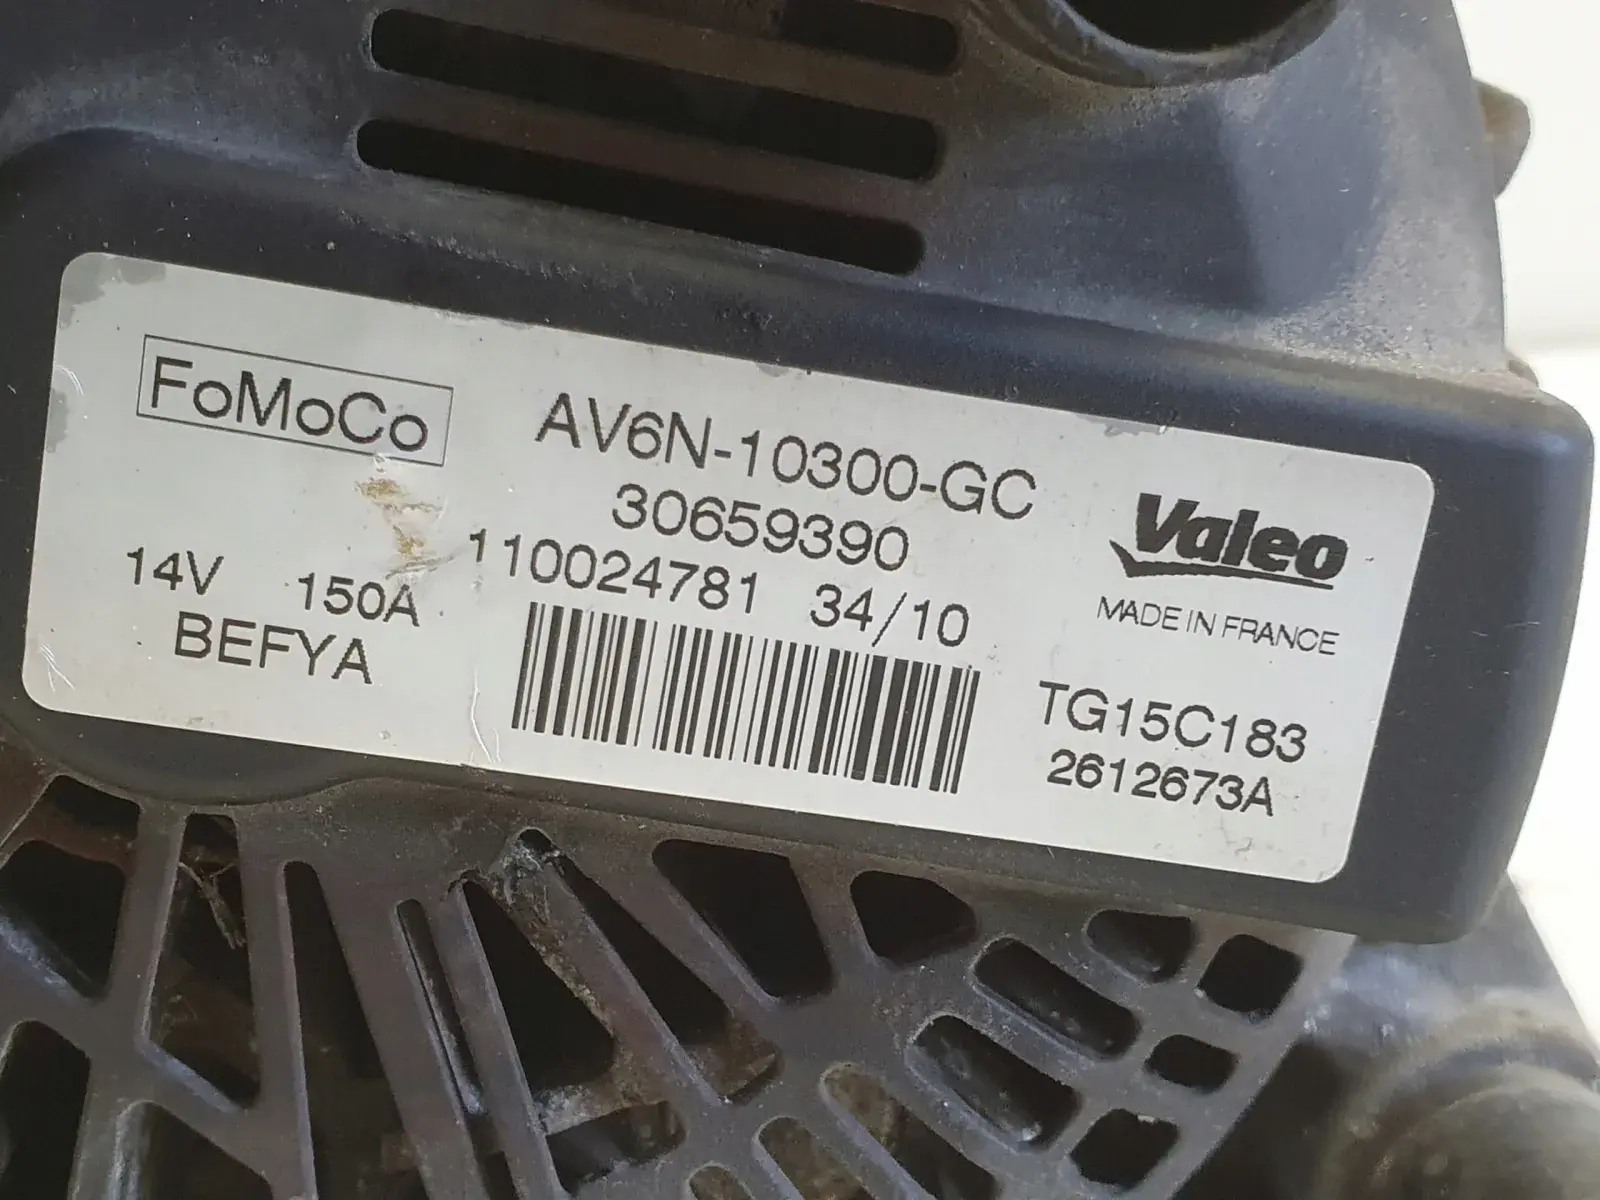 FoMoCo
AV6N-10300-GC
30659390
110024781 34/10
14V 150A
BEFYA
Valeo
MADE IN FRANCE
TG15C183
2612673A